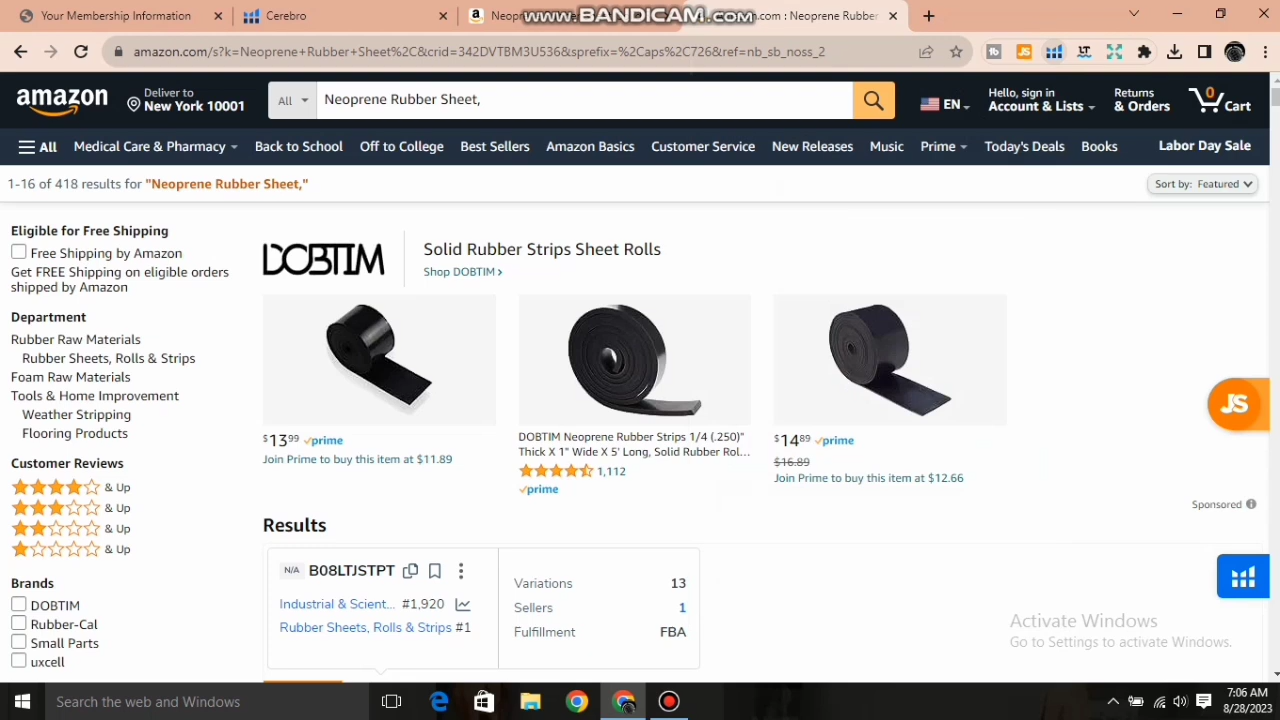 Your Membership Information
Cerebro
Neop
www.BANDICAM.com
.com : Neoprene Rubber
amazon.com/s?k=Neoprene+Rubber+Sheet%2C&crid=342DVTBM3U536&sprefix=%2Caps%2C726&ref=nb_sb_noss_2
amazon
Deliver to
New York 10001
All
Neoprene Rubber Sheet,
EN
Hello, sign in
Account & Lists
Returns
& Orders
0
Cart
All
Medical Care & Pharmacy
Back to School
Off to College
Best Sellers
Amazon Basics
Customer Service
New Releases
Music
Prime
Today's Deals
Books
Labor Day Sale
1-16 of 418 results for "Neoprene Rubber Sheet,"
Sort by: Featured
Eligible for Free Shipping
Free Shipping by Amazon
Get FREE Shipping on eligible orders
shipped by Amazon
Department
Rubber Raw Materials
Rubber Sheets, Rolls & Strips
Foam Raw Materials
Tools & Home Improvement
Weather Stripping
Flooring Products
Customer Reviews
& Up
& Up
& Up
& Up
Brands
DOBTIM
Rubber-Cal
Small Parts
uxcell
DOBTIM
Solid Rubber Strips Sheet Rolls
Shop DOBTIM ›
$13 99 prime
Join Prime to buy this item at $11.89
DOBTIM Neoprene Rubber Strips 1/4 (.250)"
Thick X 1" Wide X 5' Long, Solid Rubber Rol...
1,112
prime
$14 89 prime
$16.89
Join Prime to buy this item at $12.66
Sponsored
JS
Results
N/A B08LTJSTPT
Industrial & Scient... #1,920
Rubber Sheets, Rolls & Strips #1
Variations 13
Sellers 1
Fulfillment FBA
Activate Windows
Go to Settings to activate Windows.
Search the web and Windows
7:06 AM
8/28/2023